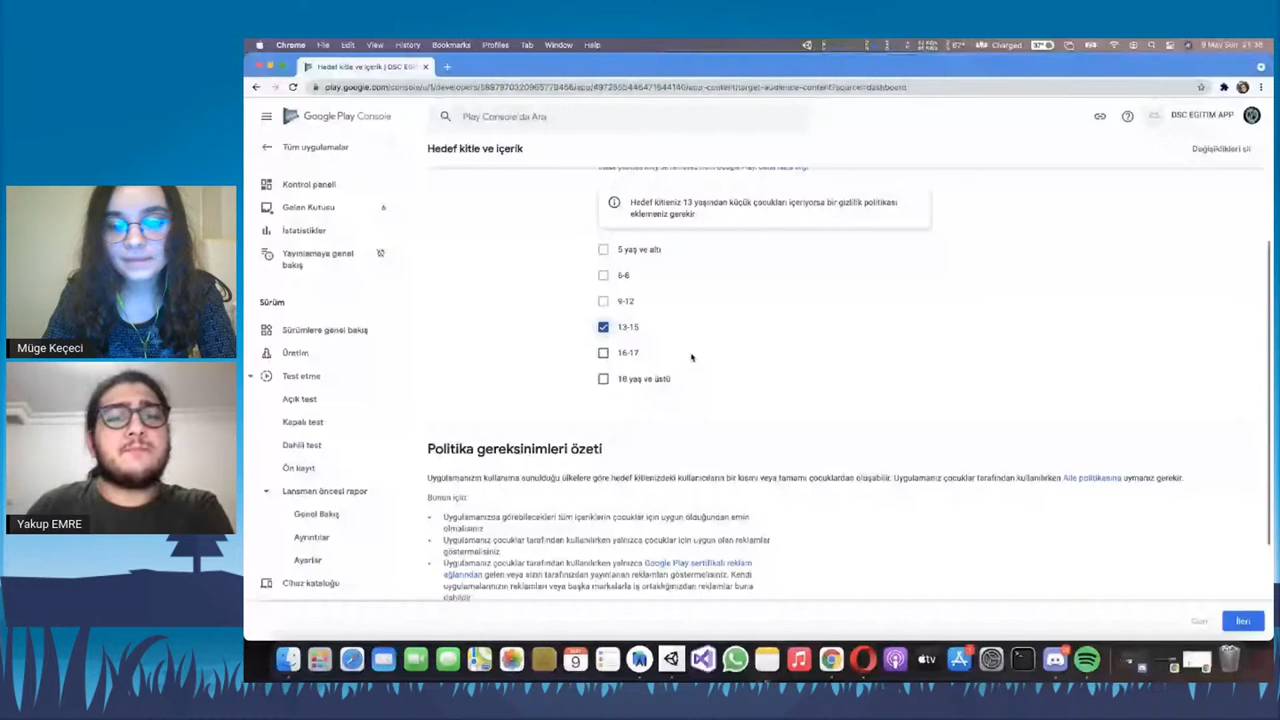 Chrome File Edit View History Bookmarks Profiles Tab Window Help
Charged 9 May Sun 21:38
Hedef kitle ve içerik | DSC EĞİ
Google Play Console
Play Console'da Ara
DSC EGITIM APP
Tüm uygulamalar
Hedef kitle ve içerik
Değişiklikleri sil
Kontrol paneli
Gelen Kutusu 6
İstatistikler
Yayınlamaya genel
bakış
Sürüm
Sürümlere genel bakış
Üretim
Test etme
Açık test
Kapalı test
Dahili test
Ön kayıt
Lansman öncesi rapor
Genel Bakış
Ayrıntılar
Ayarlar
Cihaz kataloğu
Hedef kitleniz 13 yaşından küçük çocukları içeriyorsa bir gizlilik politikası
eklemeniz gerekir
5 yaş ve altı
6-8
9-12
13-15
16-17
18 yaş ve üstü
Politika gereksinimleri özeti
Uygulamanızın kullanıma sunulduğu ülkelere göre hedef kitlenizdeki kullanıcıların bir kısmı veya tamamı çocuklardan oluşabilir. Uygulamanız çocuklar tarafından kullanılırken Aile politikasına uymanız gerekir.
Bunun için:
Uygulamanızda görebilecekleri tüm içeriklerin çocuklar için uygun olduğundan emin
olmalısınız
Uygulamanız çocuklar tarafından kullanılırken yalnızca çocuklar için uygun olan reklamlar
göstermelisiniz
Uygulamanız çocuklar tarafından kullanılırken yalnızca Google Play sertifikalı reklam
ağlarından gelen veya sizin tarafınızdan yayınlanan reklamları göstermelisiniz. Kendi
uygulamalarınızın reklamları veya başka markalarla iş ortaklığınızdan reklamlar buna
dahildir
Geri İleri
Müge Keçeci
Yakup EMRE